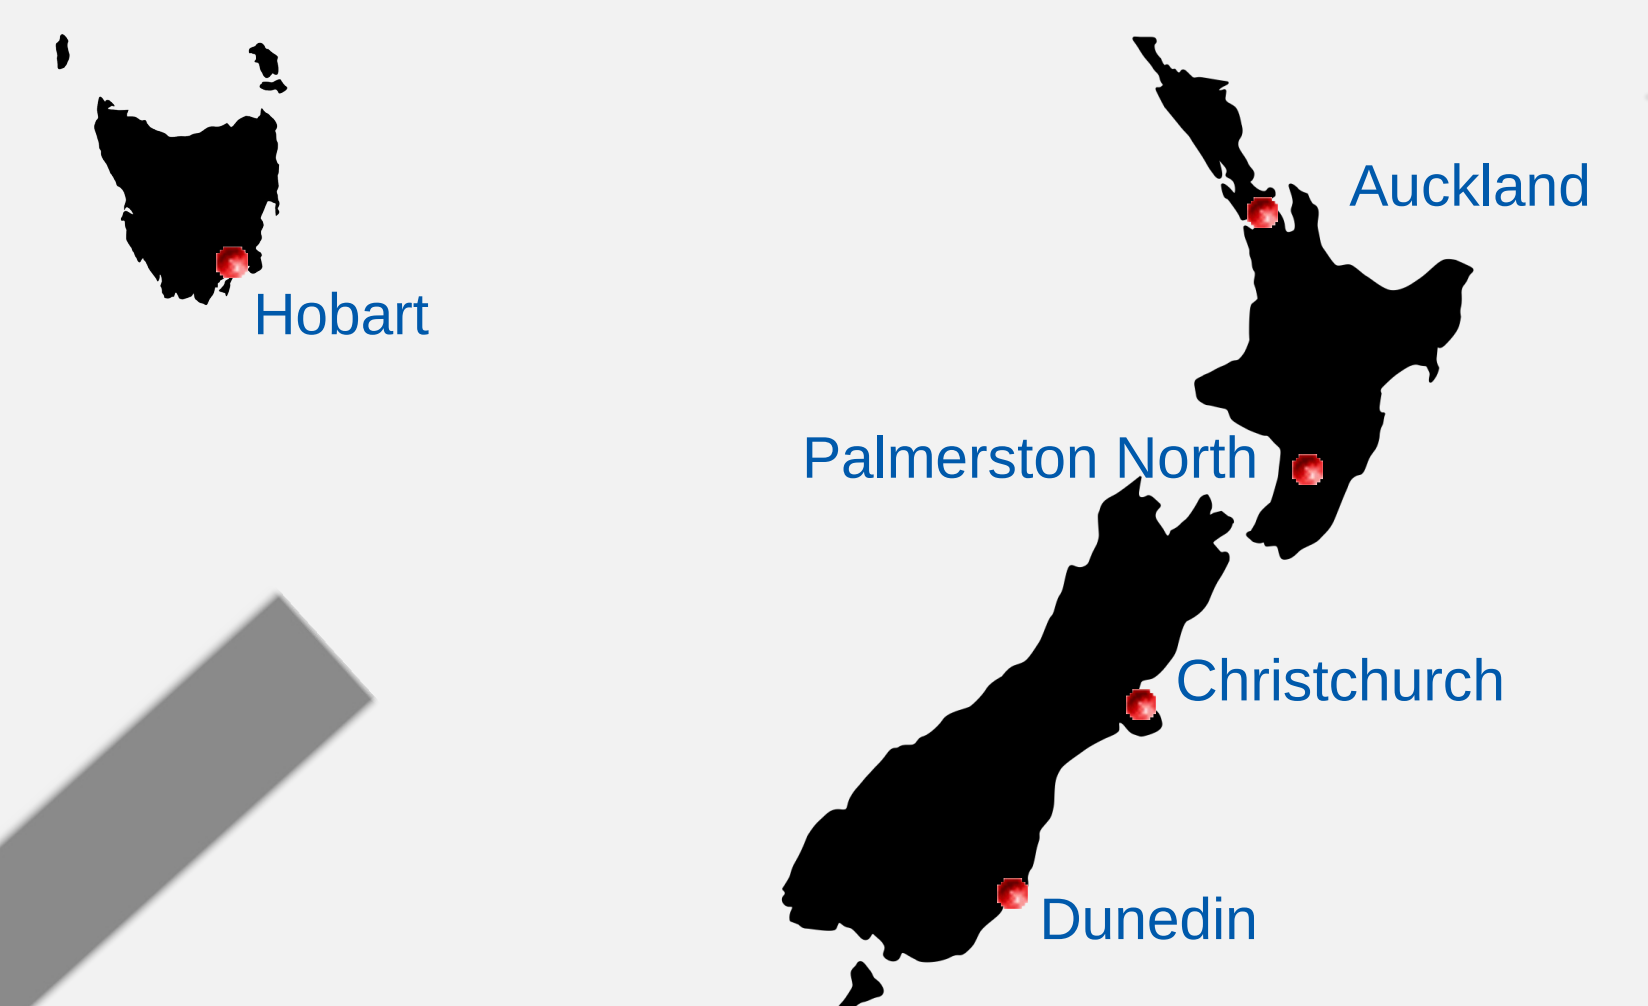 Auckland
Hobart
Palmerston North
Christchurch
Dunedin